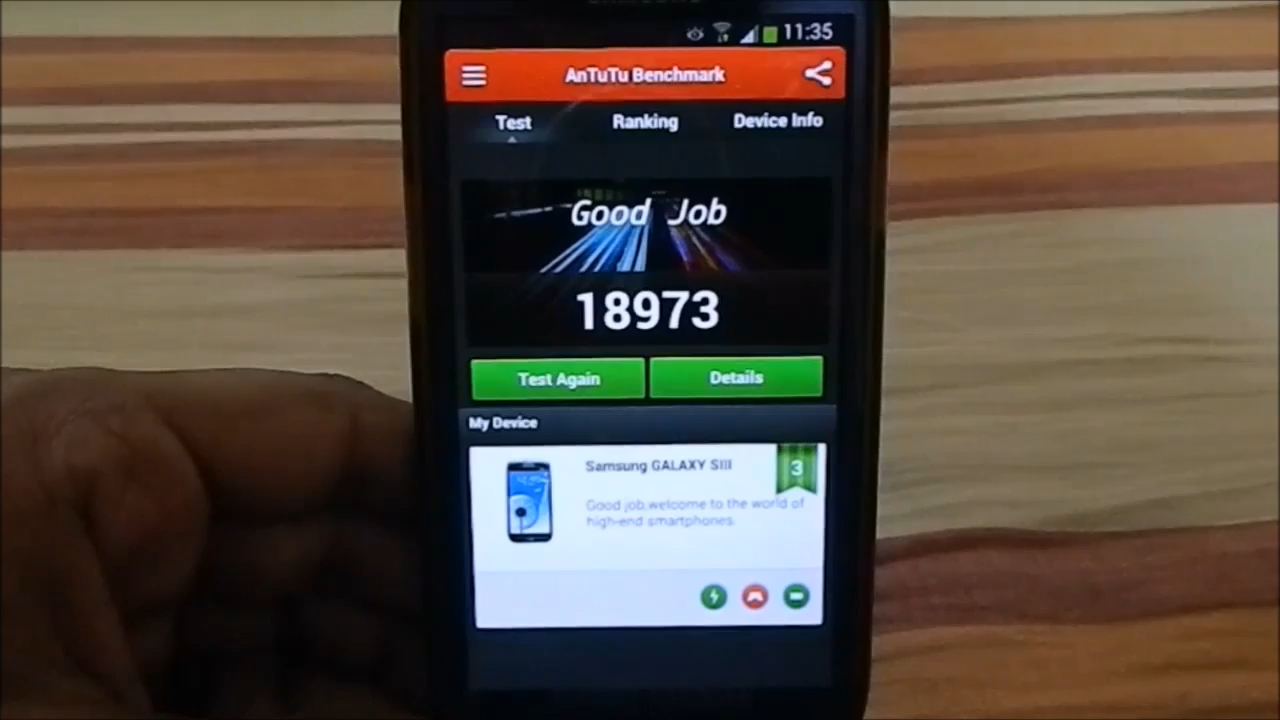 11:35
AnTuTu Benchmark
Test Ranking Device Info
Good Job
18973
Test Again Details
My Device
Samsung GALAXY SIII
3
Good job,welcome to the world of
high-end smartphones.